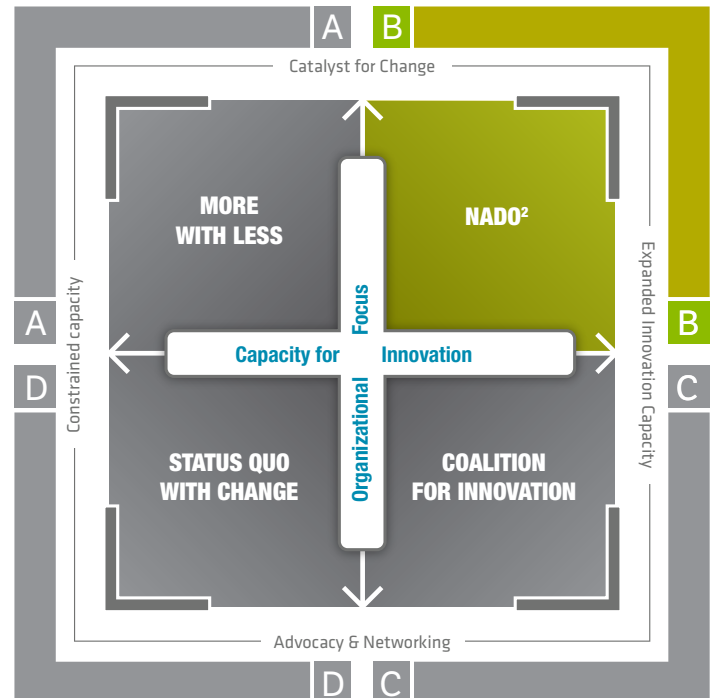 A B
Catalyst for Change
MORE
WITH LESS
NADO²
Constrained capacity
Expanded Innovation Capacity
A
B
Capacity for Innovation
Organizational Focus
D
C
STATUS QUO
WITH CHANGE
COALITION
FOR INNOVATION
Advocacy & Networking
D C